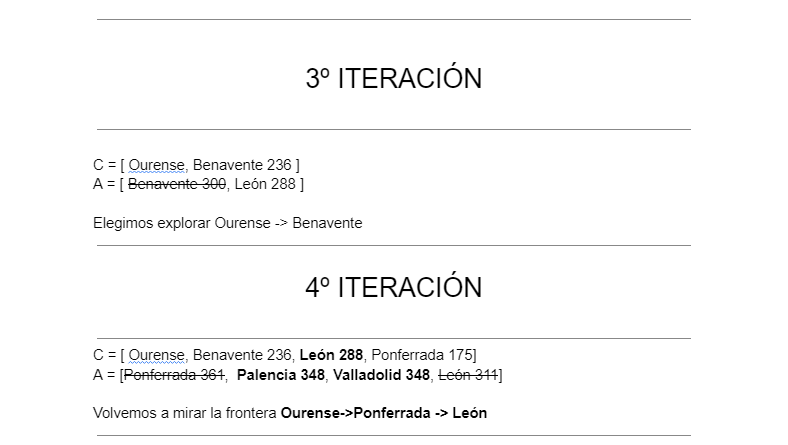 3º ITERACIÓN
C = [ Ourense, Benavente 236 ]
A = [ Benavente 300, León 288 ]
Elegimos explorar Ourense -> Benavente
4º ITERACIÓN
C = [ Ourense, Benavente 236, León 288, Ponferrada 175]
A = [Ponferrada 361,  Palencia 348, Valladolid 348, León 311]
Volvemos a mirar la frontera Ourense->Ponferrada -> León